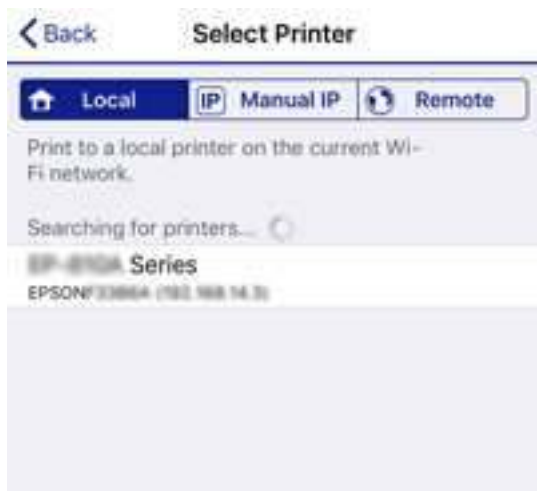 Back
Select Printer
Local
IP Manual IP
Remote
Print to a local printer on the current Wi-
Fi network.
Searching for printers...
Series
EPSON